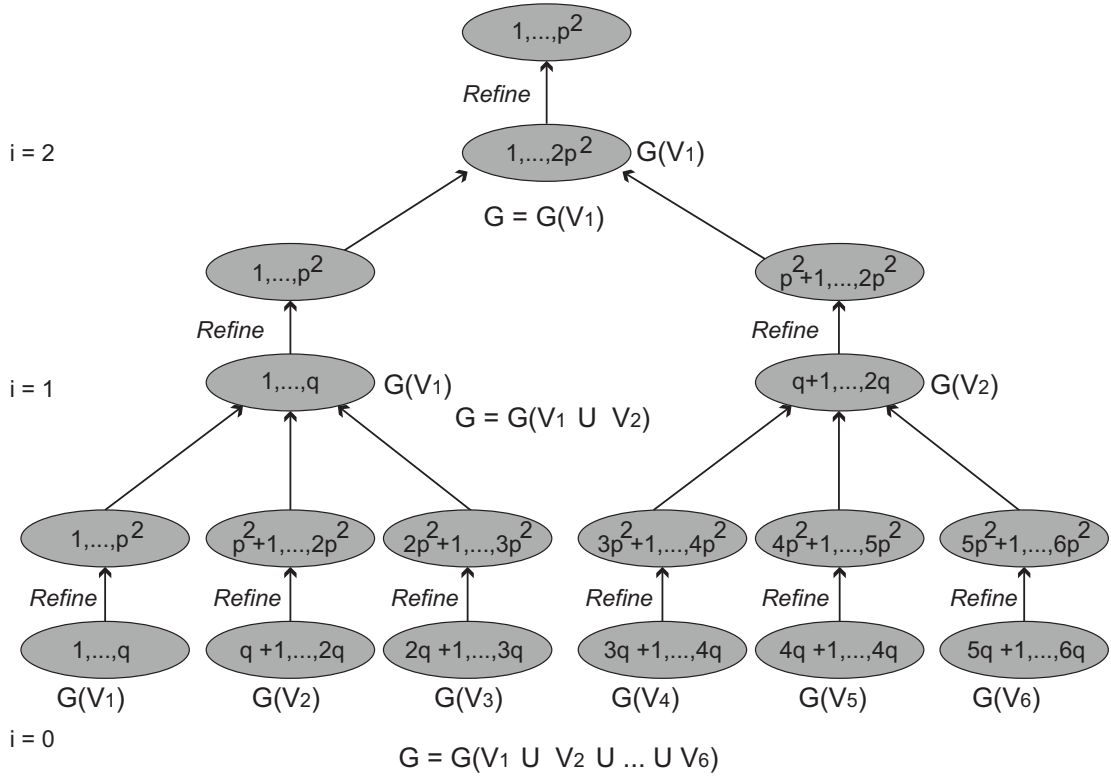 1,...,p²
Refine
i = 2
1,...,2p²
G(V1)
G = G(V1)
1,...,p²
p²+1,...,2p²
Refine
Refine
i = 1
1,...,q
G(V1)
q+1,...,2q
G(V2)
G = G(V1 U V2)
1,...,p²
p²+1,...,2p²
2p²+1,...,3p²
3p²+1,...,4p²
4p²+1,...,5p²
5p²+1,...,6p²
Refine
Refine
Refine
Refine
Refine
Refine
1,...,q
q +1,...,2q
2q +1,...,3q
3q +1,...,4q
4q +1,...,4q
5q +1,...,6q
G(V1)
G(V2)
G(V3)
G(V4)
G(V5)
G(V6)
i = 0
G = G(V1 U V2 U ... U V6)